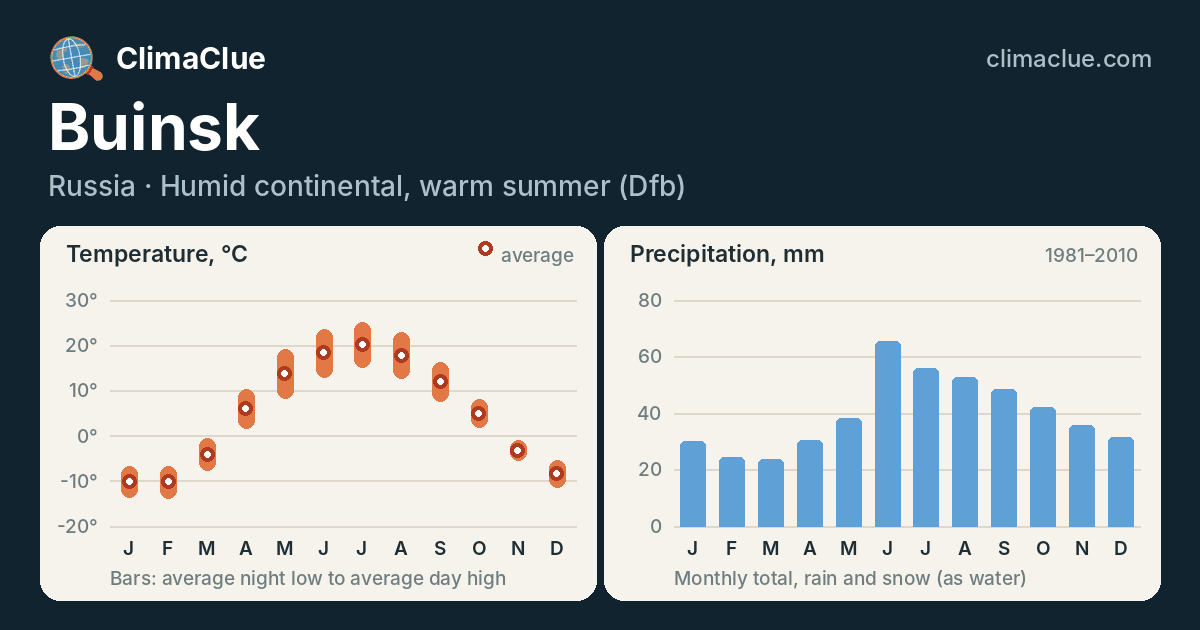 ClimaClue
climaclue.com
Buinsk
Russia · Humid continental, warm summer (Dfb)
Temperature, °C
average
30°
20°
10°
0°
-10°
-20°
J F M A M J J A S O N D
Bars: average night low to average day high
Precipitation, mm
1981–2010
80
60
40
20
0
J F M A M J J A S O N D
Monthly total, rain and snow (as water)